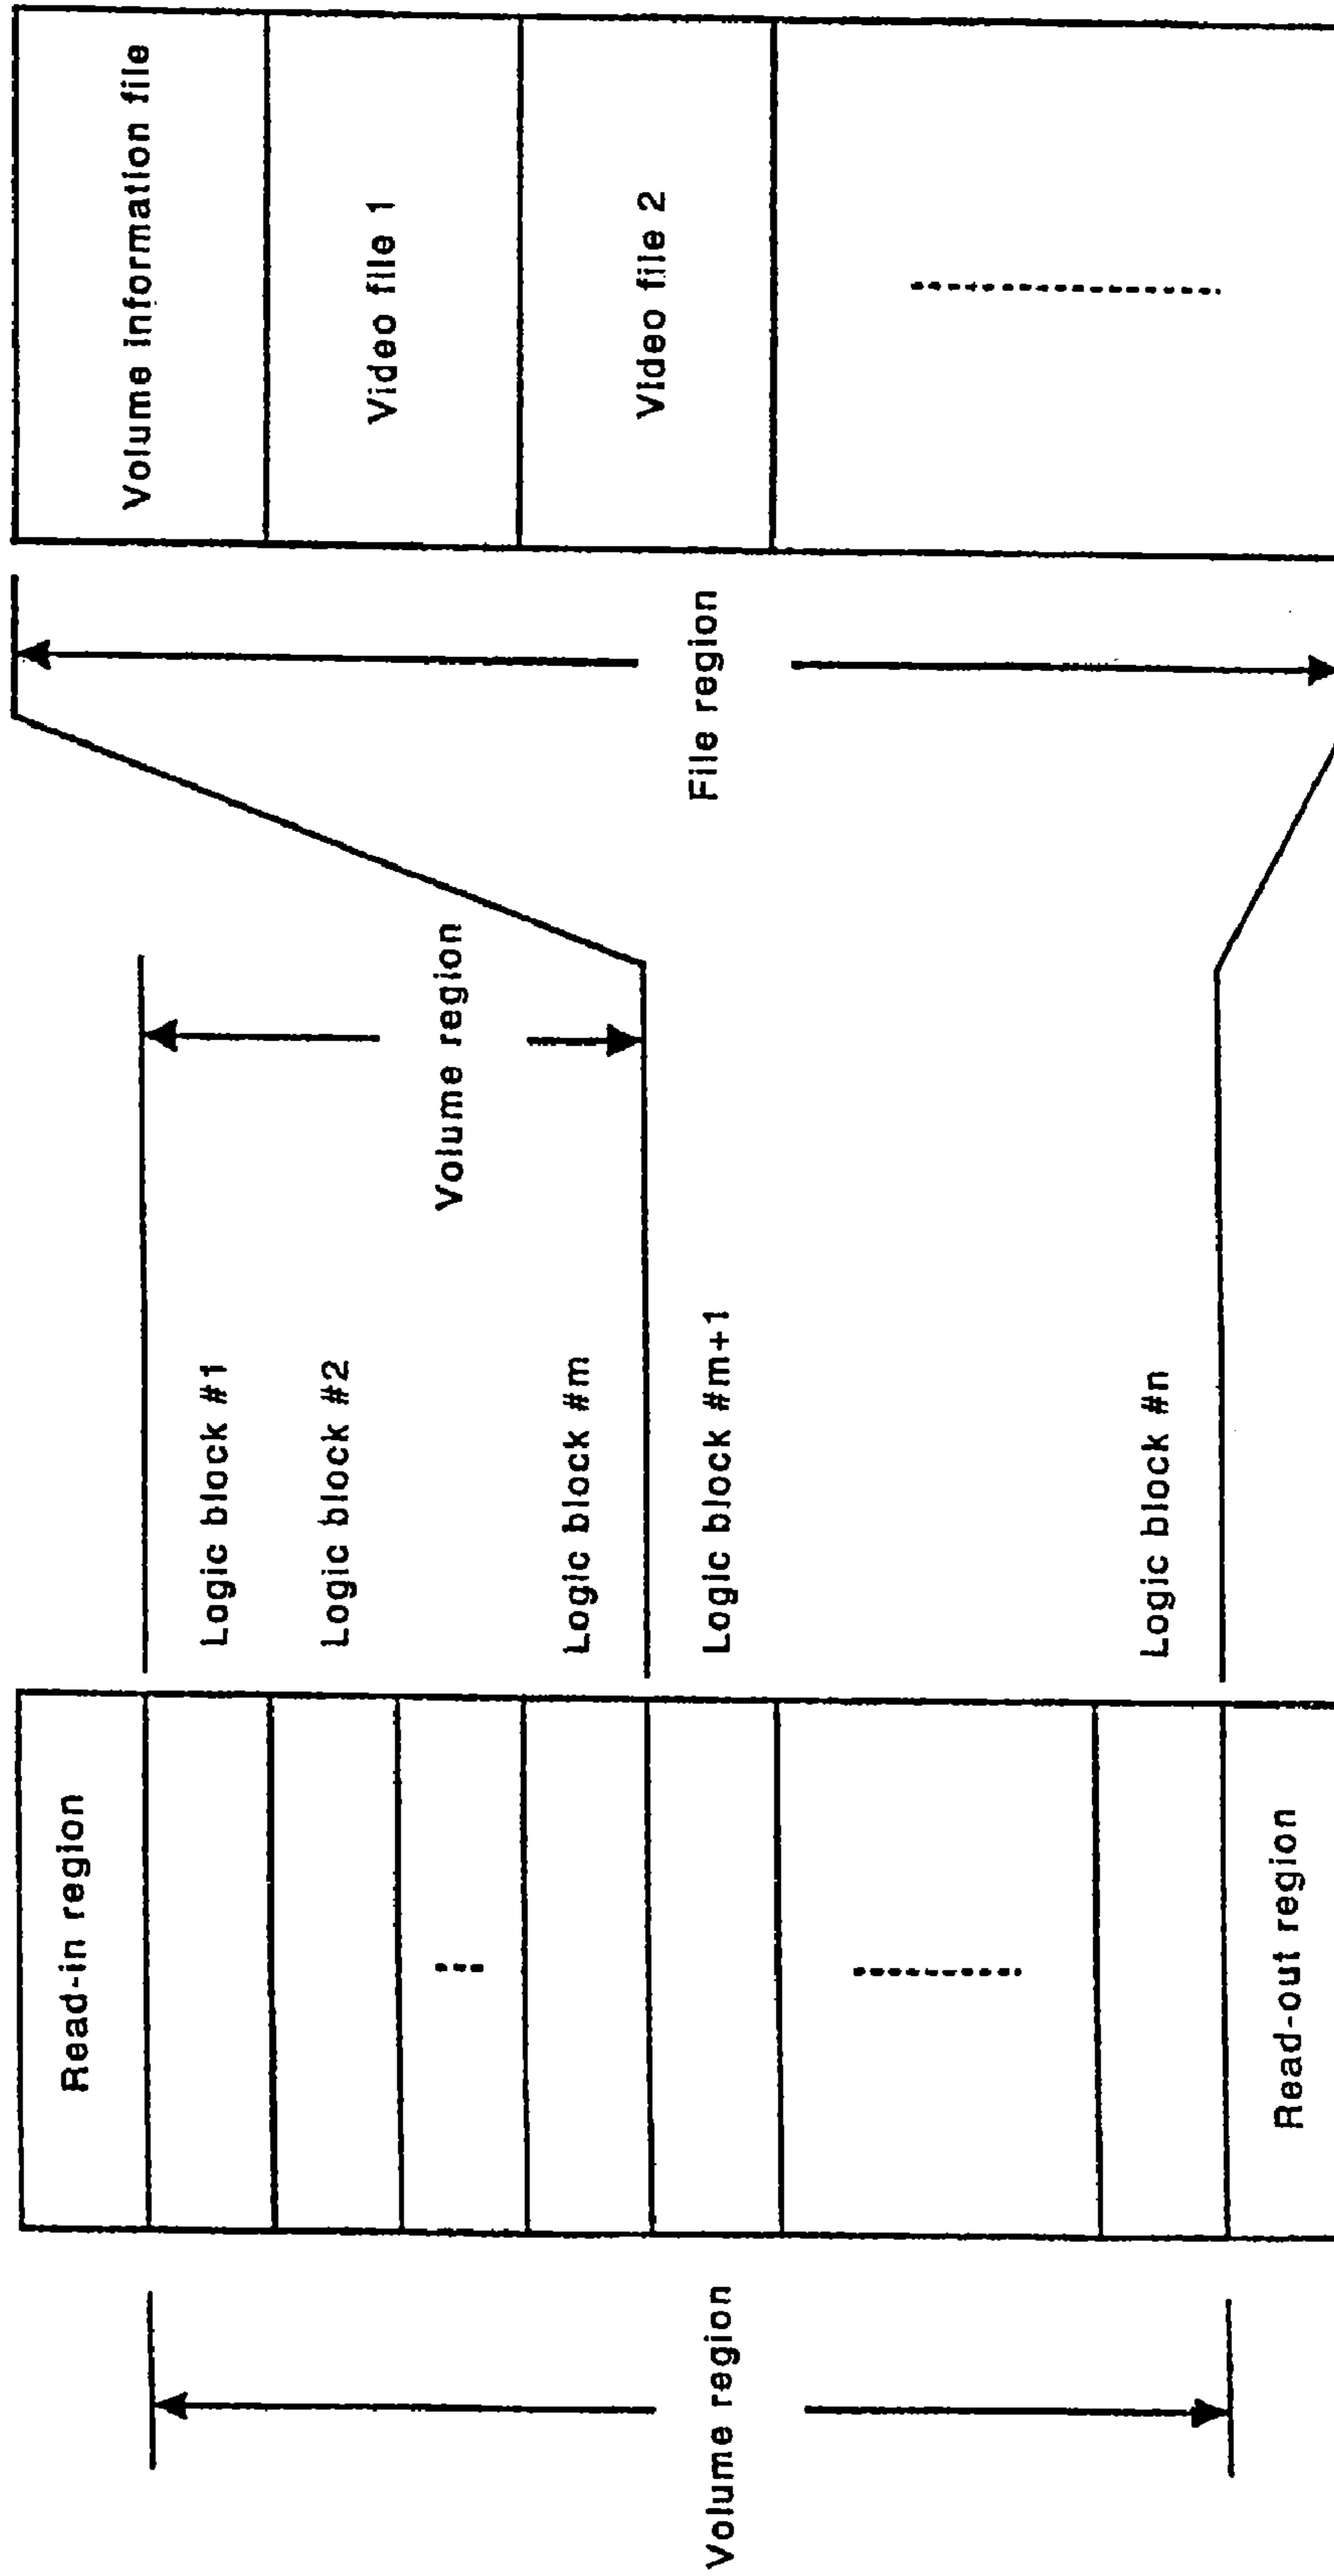 Volume region
Read-in region
Read-out region
Logic block #1
Logic block #2
Logic block #m
Logic block #m+1
Logic block #n
Volume region
File region
Volume information file
Video file 1
Video file 2